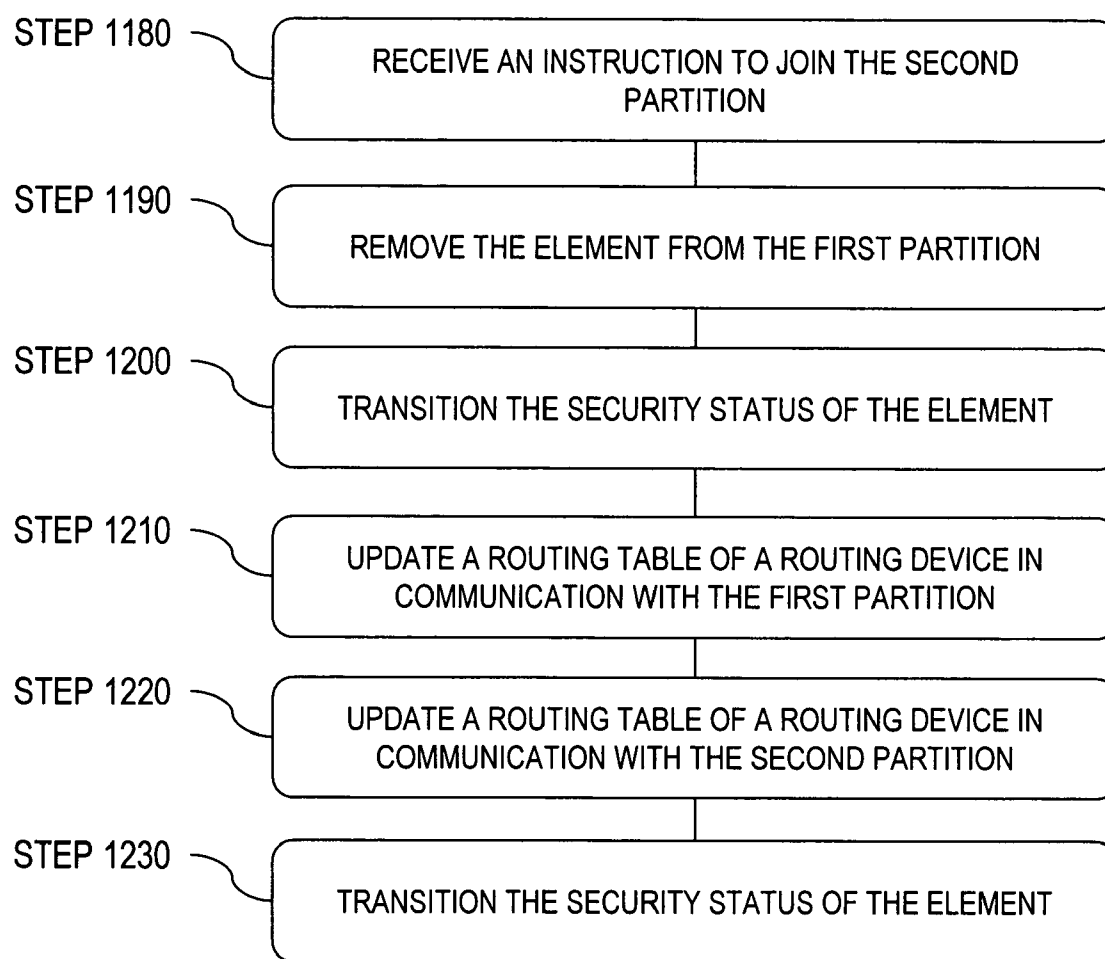 STEP 1180
RECEIVE AN INSTRUCTION TO JOIN THE SECOND
PARTITION
STEP 1190
REMOVE THE ELEMENT FROM THE FIRST PARTITION
STEP 1200
TRANSITION THE SECURITY STATUS OF THE ELEMENT
STEP 1210
UPDATE A ROUTING TABLE OF A ROUTING DEVICE IN
COMMUNICATION WITH THE FIRST PARTITION
STEP 1220
UPDATE A ROUTING TABLE OF A ROUTING DEVICE IN
COMMUNICATION WITH THE SECOND PARTITION
STEP 1230
TRANSITION THE SECURITY STATUS OF THE ELEMENT